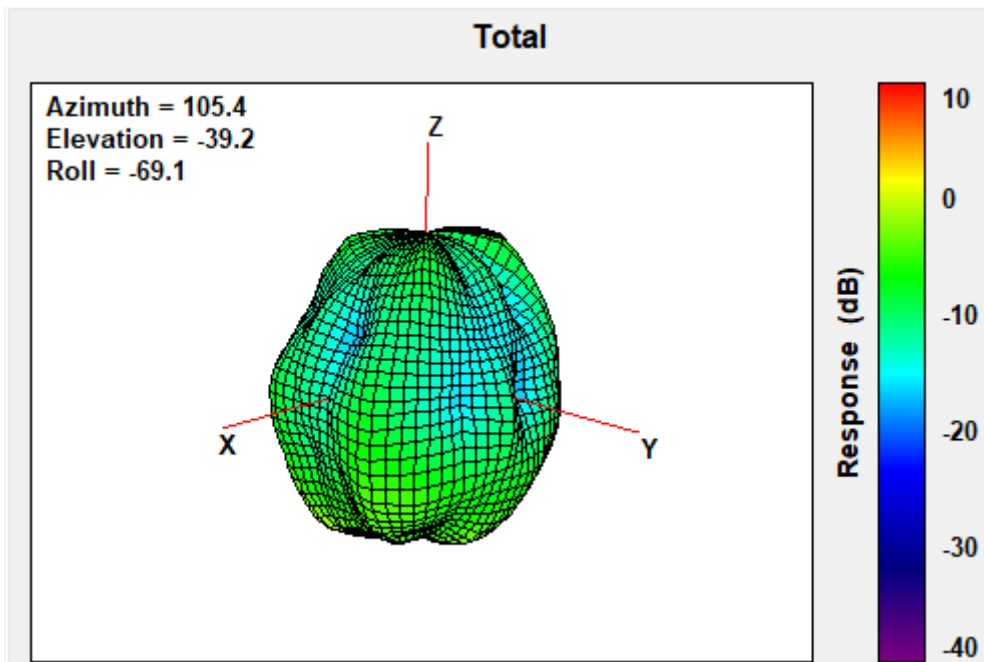 Total
Azimuth = 105.4
Elevation = -39.2
Roll = -69.1
Z
X
Y
10
0
-10
-20
-30
-40
Response (dB)